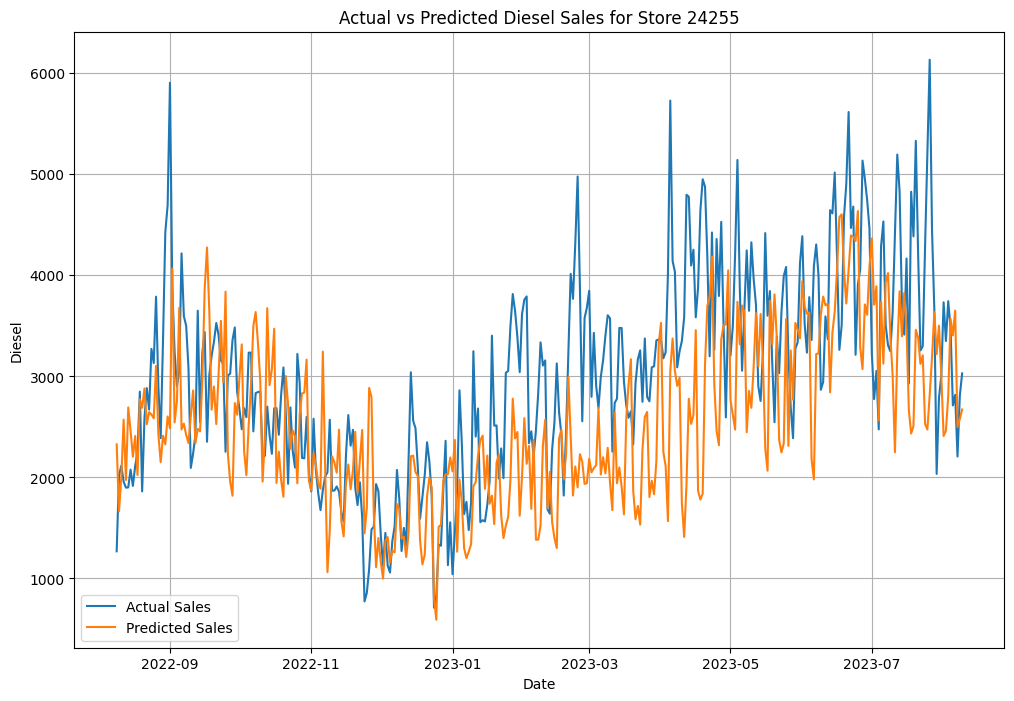 Actual vs Predicted Diesel Sales for Store 24255
6000
5000
4000
3000
2000
1000
Diesel
Actual Sales
Predicted Sales
2022-09 2022-11 2023-01 2023-03 2023-05 2023-07
Date